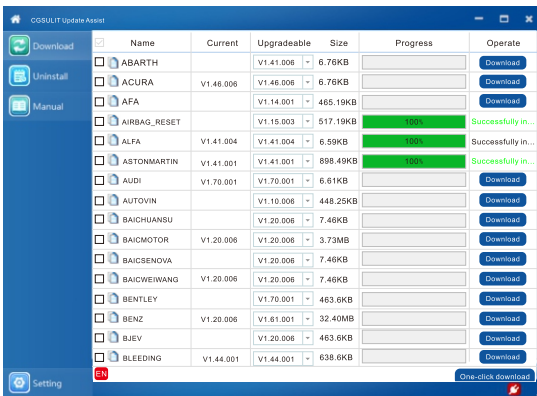 CGSULIT Update Assist
Download
Uninstall
Manual
Name Current Upgradeable Size Progress Operate
ABARTH V1.41.006 6.76KB Download
ACURA V1.46.006 V1.46.006 6.76KB Download
AFA V1.14.001 465.19KB Download
AIRBAG_RESET V1.15.003 517.19KB 100% Successfully in...
ALFA V1.41.004 V1.41.004 6.59KB 100% Successfully in...
ASTONMARTIN V1.41.001 V1.41.001 898.49KB 100% Successfully in...
AUDI V1.70.001 V1.70.001 6.61KB Download
AUTOVIN V1.10.006 448.25KB Download
BAICHUANSU V1.20.006 7.46KB Download
BAICMOTOR V1.20.006 V1.20.006 3.73MB Download
BAICSENOVA V1.20.006 7.46KB Download
BAICWEIWANG V1.20.006 V1.20.006 7.46KB Download
BENTLEY V1.70.001 463.6KB Download
BENZ V1.20.006 V1.61.001 32.40MB Download
BJEV V1.20.006 463.6KB Download
BLEEDING V1.44.001 V1.44.001 638.6KB Download
EN
One-click download
Setting